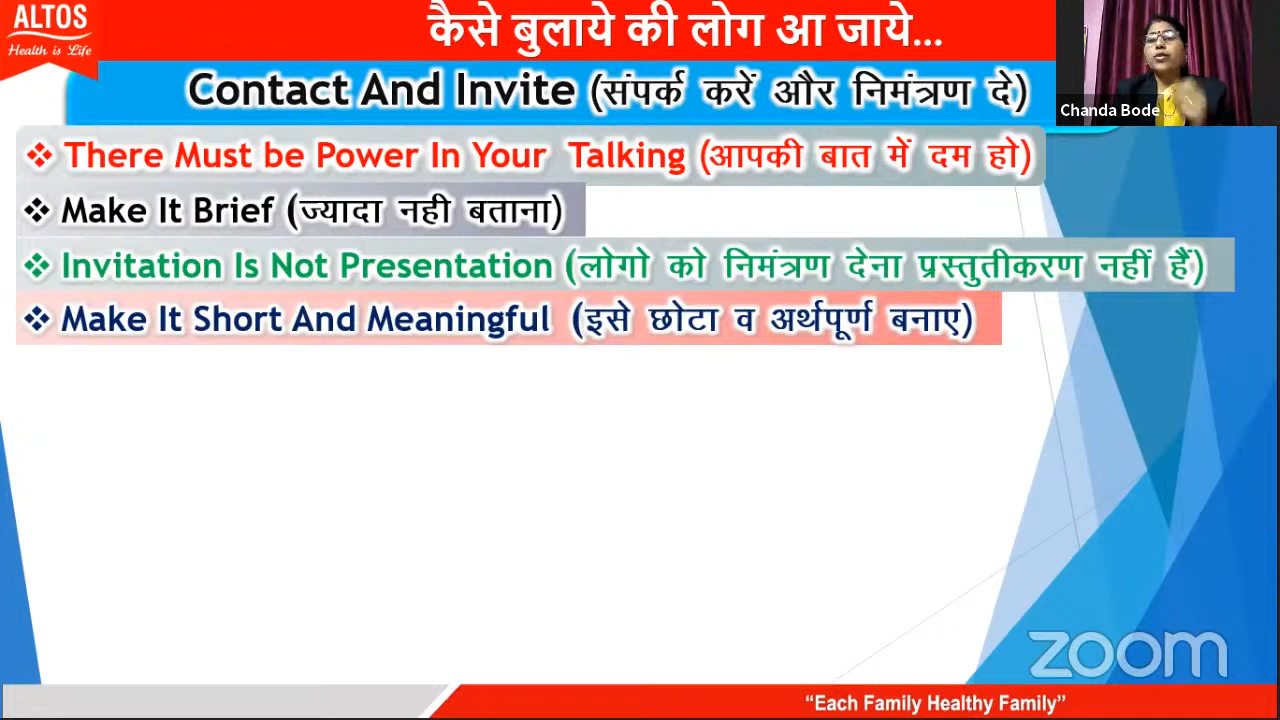 ALTOS
Health is Life
कैसे बुलाये की लोग आ जाये...
Contact And Invite (संपर्क करें और निमंत्रण दे)
Chanda Bode
❖ There Must be Power In Your Talking (आपकी बात में दम हो)
❖ Make It Brief (ज्यादा नही बताना)
❖ Invitation Is Not Presentation (लोगो को निमंत्रण देना प्रस्तुतीकरण नहीं हैं)
❖ Make It Short And Meaningful (इसे छोटा व अर्थपूर्ण बनाए)
zoom
“Each Family Healthy Family”